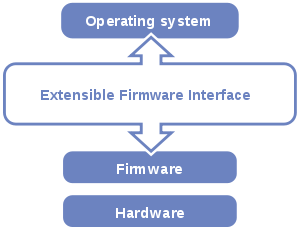 Operating system
Extensible Firmware Interface
Firmware
Hardware